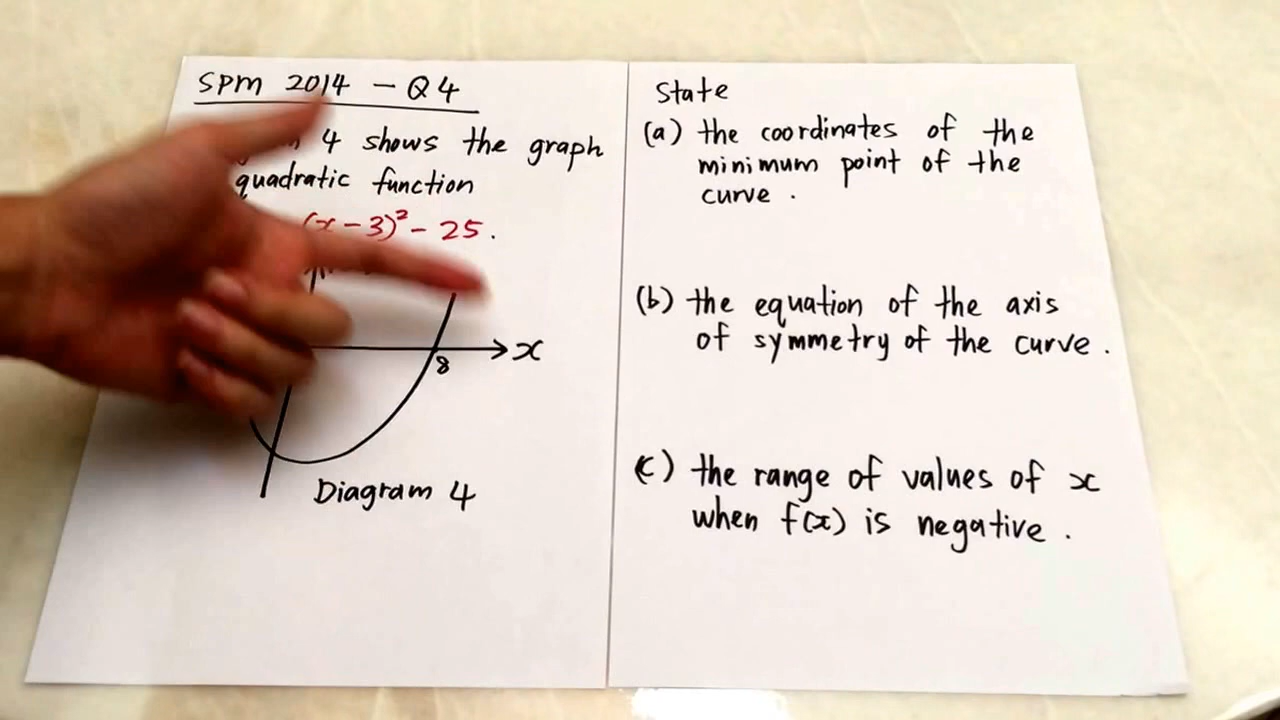 SPM 2014 - Q4
4 shows the graph
quadratic function
(x - 3)² - 25.
x
8
Diagram 4
State
(a) the coordinates of the
minimum point of the
curve.
(b) the equation of the axis
of symmetry of the curve.
(c) the range of values of x
when f(x) is negative.